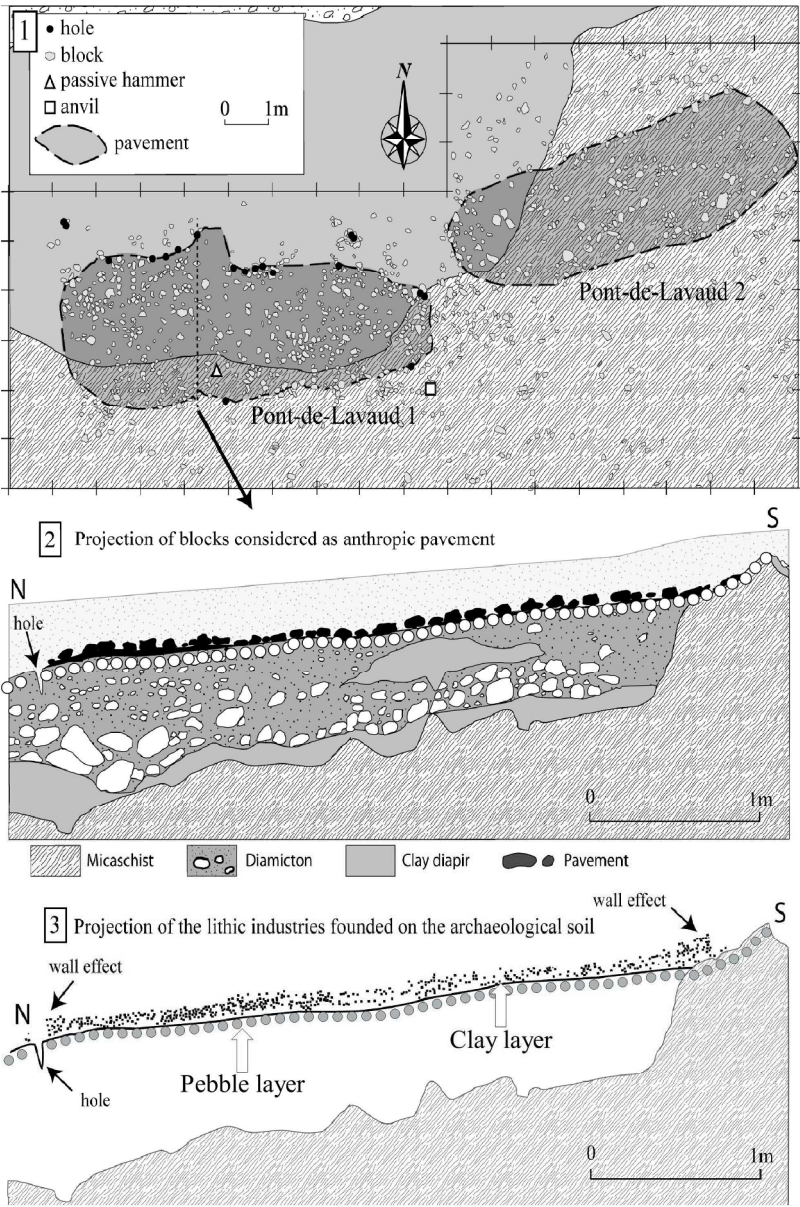 1
hole
block
passive hammer
anvil
0 1m
pavement
N
Pont-de-Lavaud 2
Pont-de-Lavaud 1
2 Projection of blocks considered as anthropic pavement
S
N
hole
0 1m
Micaschist Diamicton Clay diapir Pavement
3 Projection of the lithic industries founded on the archaeological soil
wall effect
S
wall effect
N
Clay layer
Pebble layer
hole
0 1m